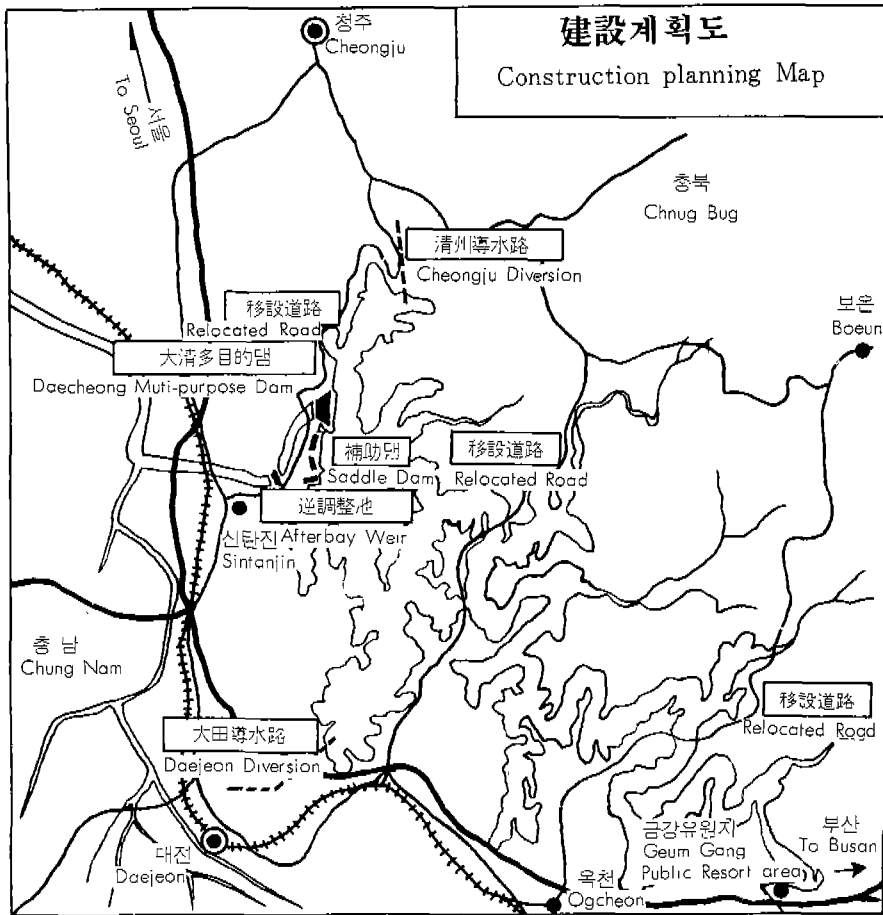 建設계획도
Construction planning Map
청주
Cheongju
서울
To Seoul
충북
Chnug Bug
清州導水路
Cheongju Diversion
移設道路
Relocated Road
보은
Boeun
大清多目的댐
Daecheong Muti-purpose Dam
補助댐
Saddle Dam
移設道路
Relocated Road
逆調整池
Afterbay Weir
신탄진
Sintanjin
충 남
Chung Nam
移設道路
Relocated Rogd
大田導水路
Daejeon Diversion
대전
Daejeon
금강유원지
Geum Gang
Public Resort area
부산
To Busan
옥천
Ogcheon